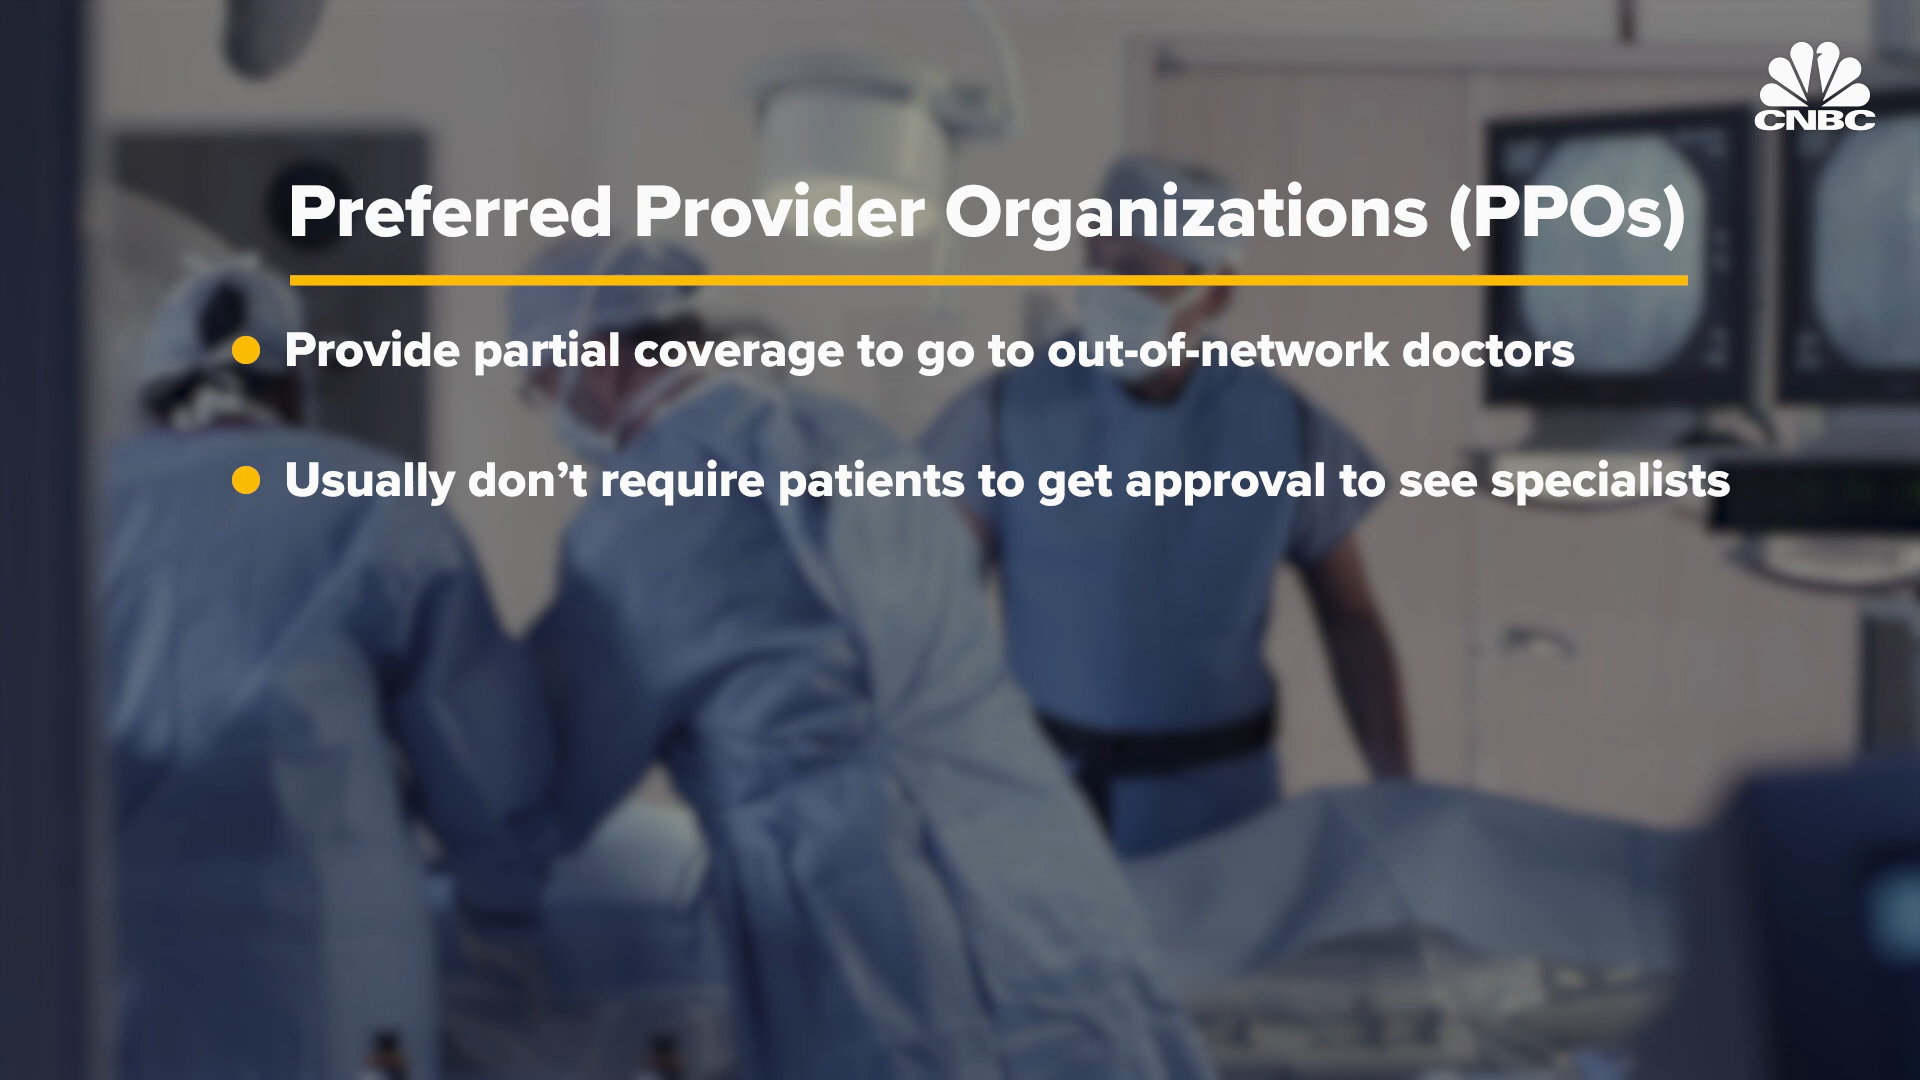 CNBC
Preferred Provider Organizations (PPOs)
Provide partial coverage to go to out-of-network doctors
Usually don’t require patients to get approval to see specialists